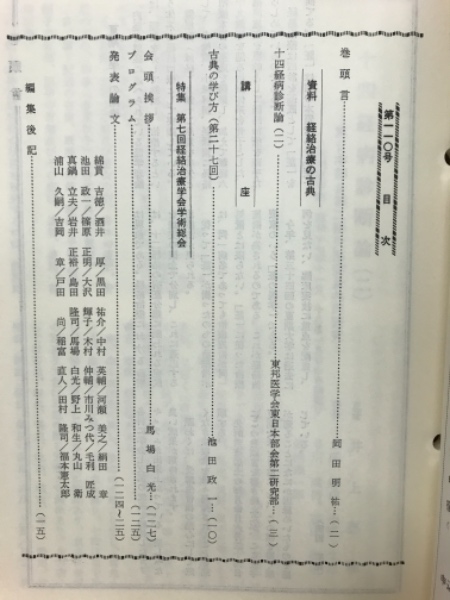 第一一〇号 目次
巻頭言……岡田明祐…(一)
資料 経絡治療の古典
十四経病診断論(二)……東邦医学会東日本部会第二研究部…(三)
講座
古典の学び方(第二十七回)……池田政一…(一〇)
特集 第七回経絡治療学会学術総会
会頭挨拶……馬場白光…(一二七)
プログラム……(一二五)
発表論文……(一二四~二五)
綿貫 吉徳/酒井 厚/黒田 祐介/中村 英輔/河瀬 美之/絹田 章
池田 政一/篠原 正明/大沢 輝子/木村 伸輔/市川みつ代/毛利 匠成
真鍋 立夫/岩井 正裕/島田 隆司/馬場 白光/野上 和生/丸山 衛
浦山 久嗣/吉岡 章/戸田 尚/稲富 直人/田村 隆司/福本憲太郎
編集後記……(一五)